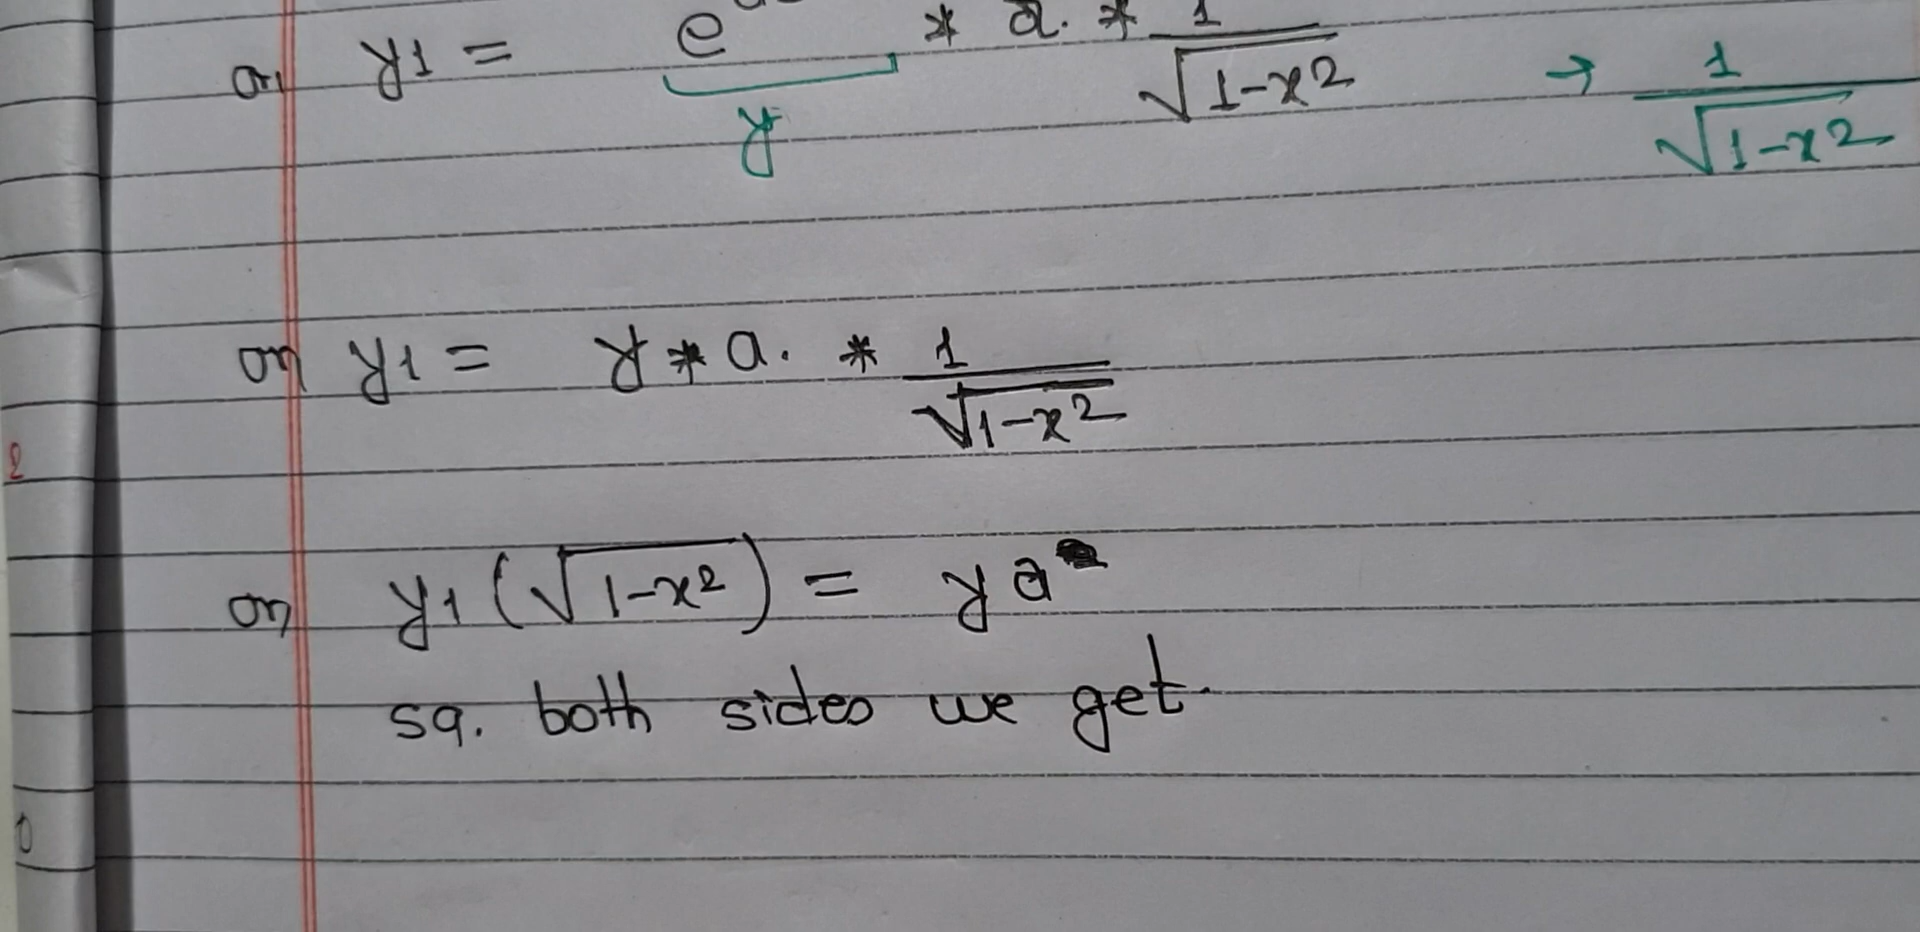 or y1 = e * a. * 1/√1-x2 → 1/√1-x2
y
or y1 = y * a. * 1/√1-x2
or y1 (√1-x2) = ya
sq. both sides we get.